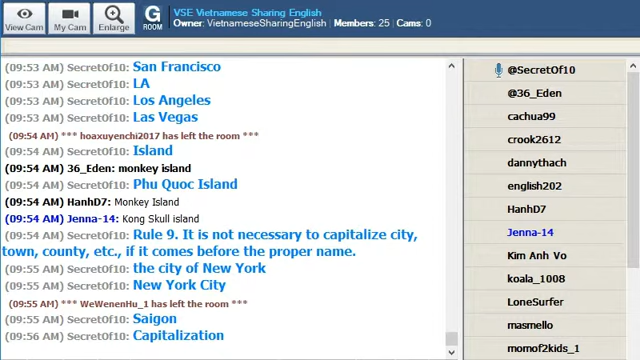 View Cam
My Cam
Enlarge
G
ROOM
VSE Vietnamese Sharing English
Owner: VietnameseSharingEnglish | Members: 25 | Cams: 0
(09:53 AM) SecretOf10: San Francisco
(09:53 AM) SecretOf10: LA
(09:53 AM) SecretOf10: Los Angeles
(09:53 AM) SecretOf10: Las Vegas
(09:54 AM) *** hoaxuyenchi2017 has left the room ***
(09:54 AM) SecretOf10: Island
(09:54 AM) 36_Eden: monkey island
(09:54 AM) SecretOf10: Phu Quoc Island
(09:54 AM) HanhD7: Monkey Island
(09:54 AM) Jenna-14: Kong Skull island
(09:54 AM) SecretOf10: Rule 9. It is not necessary to capitalize city,
town, county, etc., if it comes before the proper name.
(09:55 AM) SecretOf10: the city of New York
(09:55 AM) SecretOf10: New York City
(09:55 AM) *** WeWenenHu_1 has left the room ***
(09:55 AM) SecretOf10: Saigon
(09:56 AM) SecretOf10: Capitalization
@SecretOf10
@36_Eden
cachua99
crook2612
dannythach
english202
HanhD7
Jenna-14
Kim Anh Vo
koala_1008
LoneSurfer
masmello
momof2kids_1